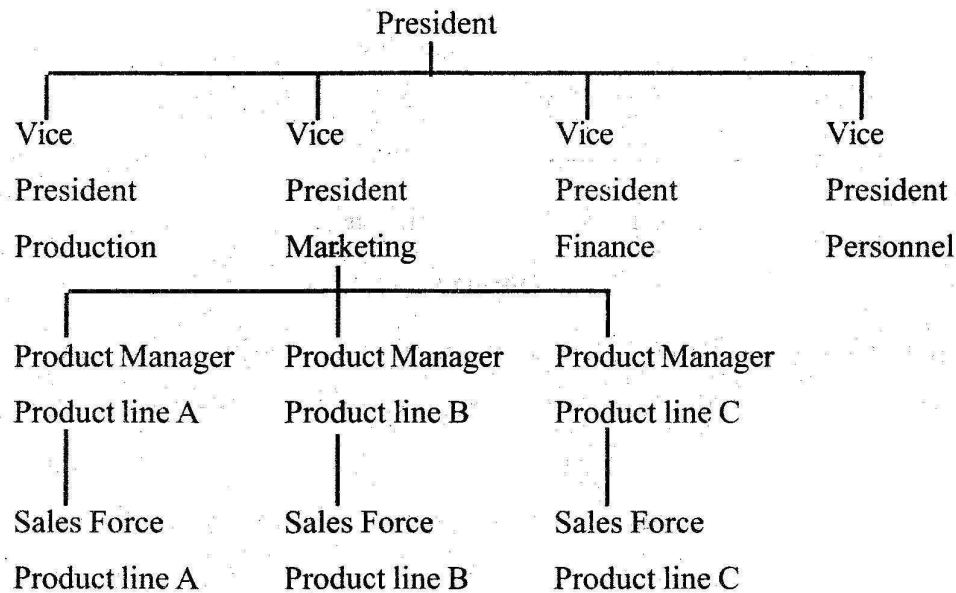 President
Vice Vice Vice Vice
President President President President
Production Marketing Finance Personnel
Product Manager Product Manager Product Manager
Product line A Product line B Product line C
Sales Force Sales Force Sales Force
Product line A Product line B Product line C